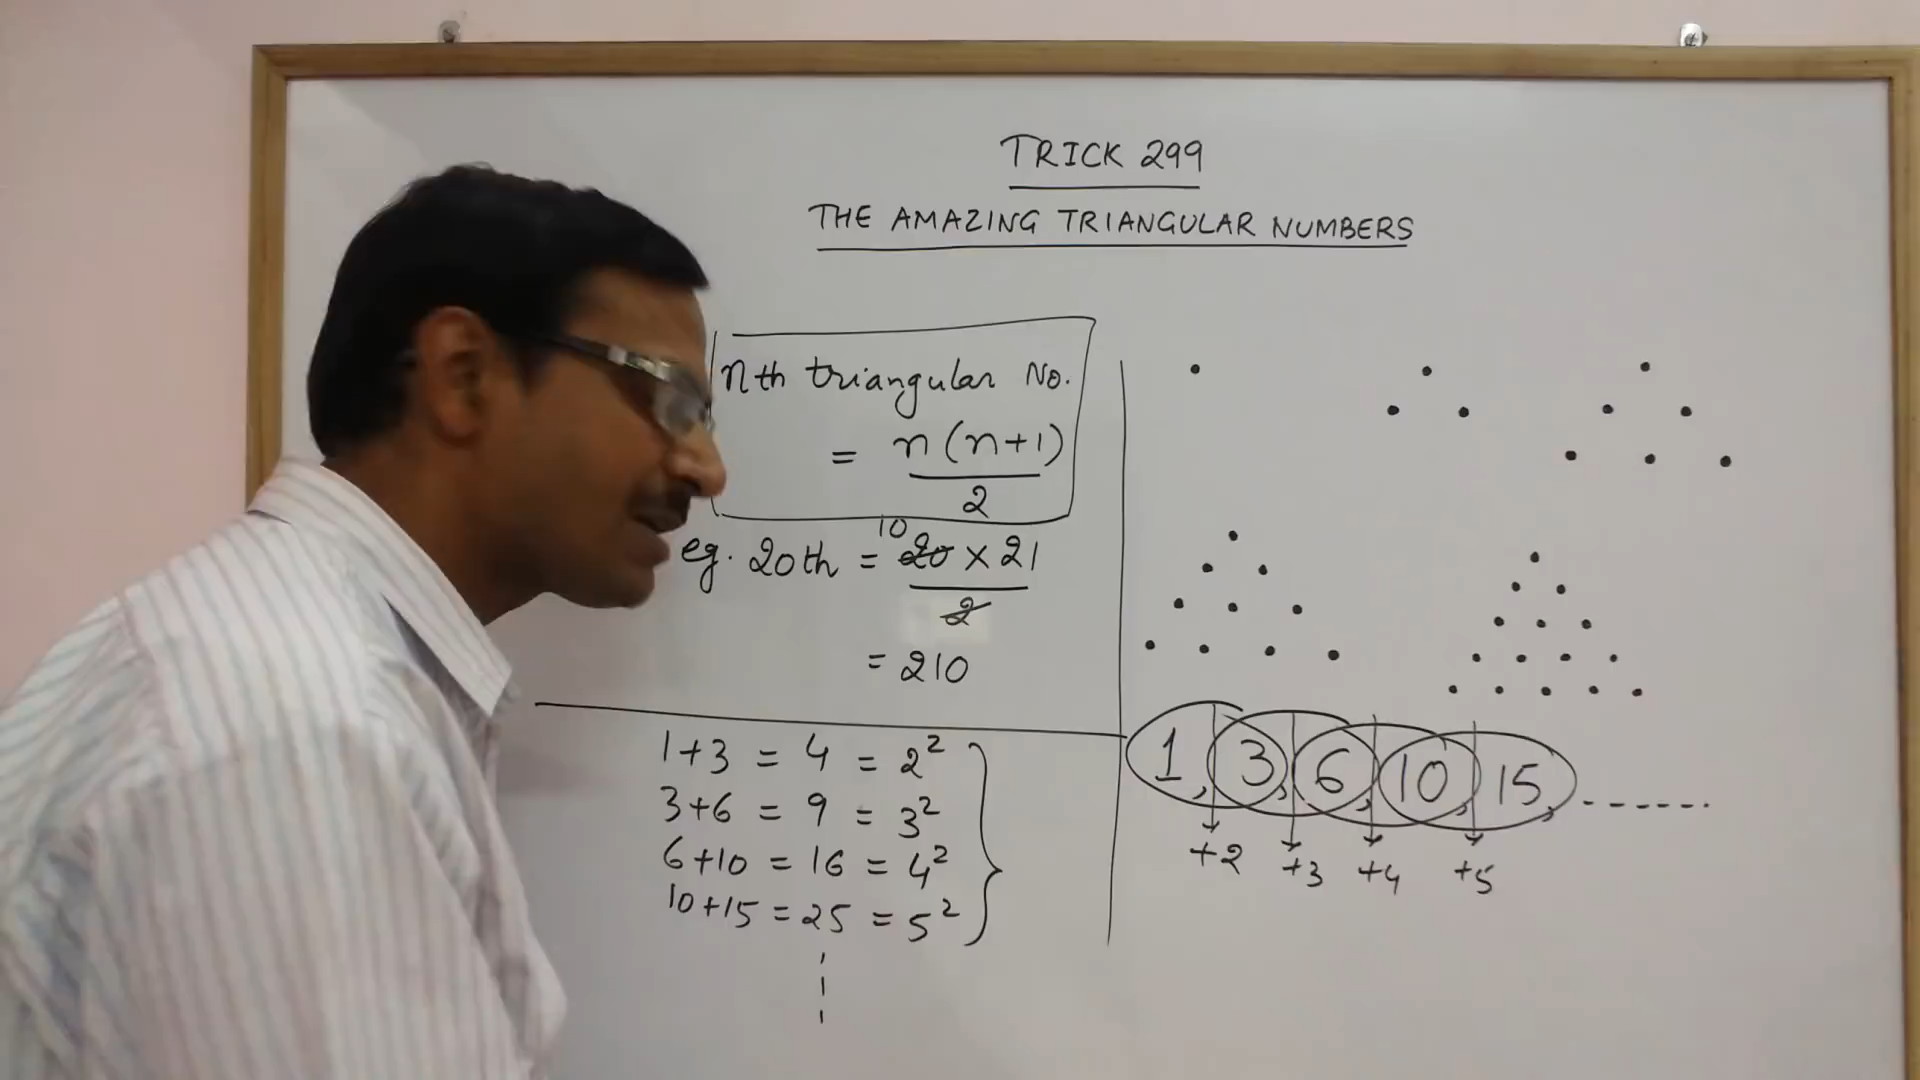 TRICK 299
THE AMAZING TRIANGULAR NUMBERS
nth triangular No.
= n(n+1)
2
10
eg. 20th = 20 × 21
2
= 210
1+3 = 4 = 2²
3+6 = 9 = 3²
6+10 = 16 = 4²
10+15 = 25 = 5²
1, 3, 6, 10, 15, ------
+2 +3 +4 +5